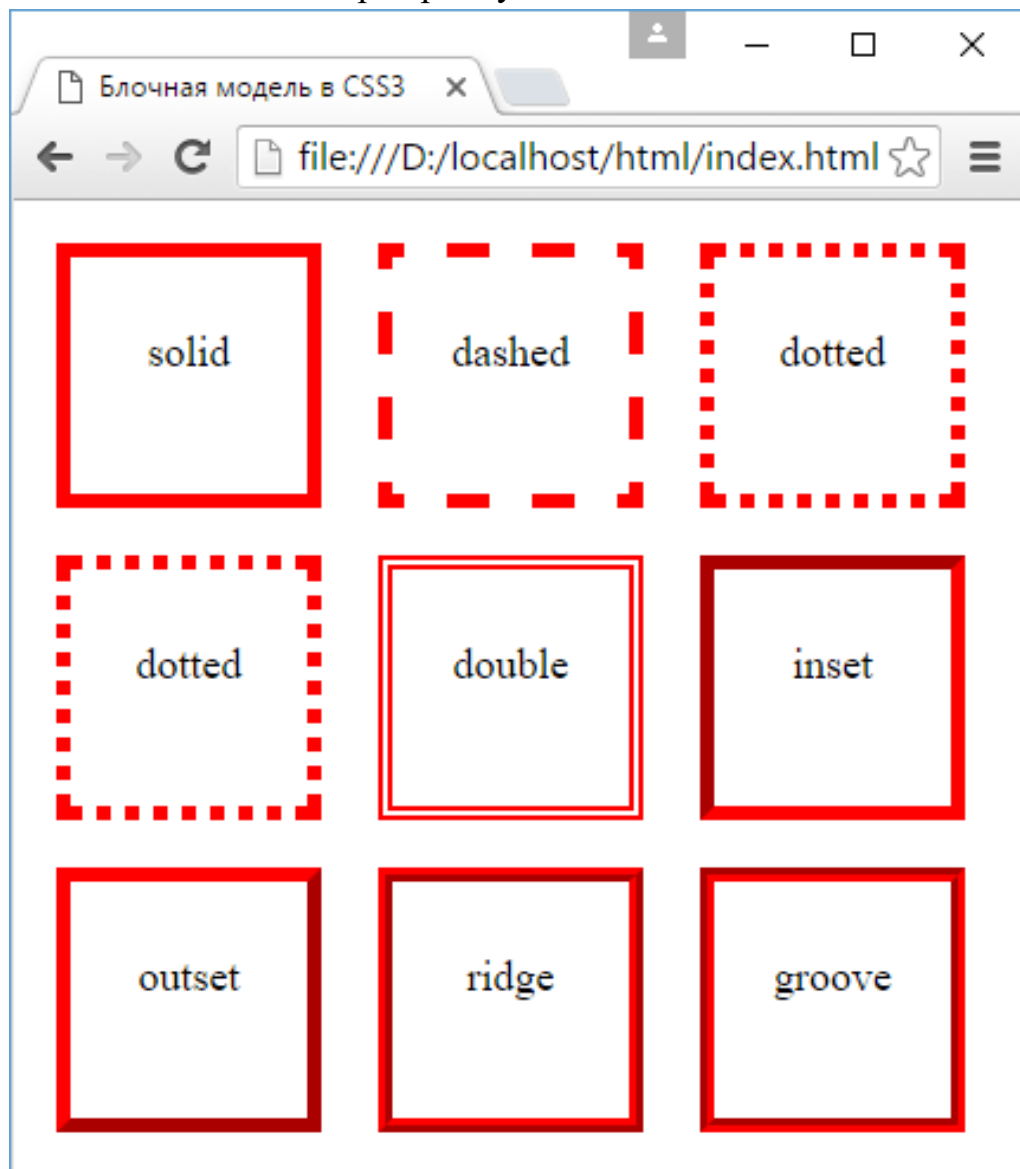 Блочная модель в CSS3
file:///D:/localhost/html/index.html
solid dashed dotted
dotted double inset
outset ridge groove